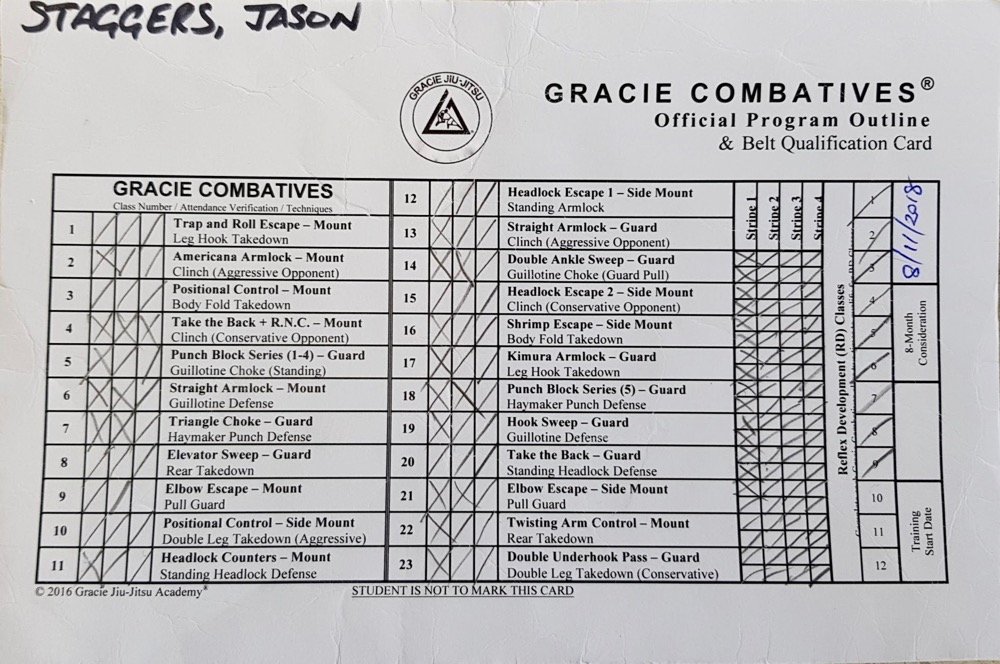 STAGGERS, JASON
GRACIE JIU-JITSU
GRACIE COMBATIVES®
Official Program Outline
& Belt Qualification Card
GRACIE COMBATIVES
Class Number / Attendance Verification / Techniques
1 Trap and Roll Escape – Mount
Leg Hook Takedown
2 Americana Armlock – Mount
Clinch (Aggressive Opponent)
3 Positional Control – Mount
Body Fold Takedown
4 Take the Back + R.N.C. – Mount
Clinch (Conservative Opponent)
5 Punch Block Series (1-4) – Guard
Guillotine Choke (Standing)
6 Straight Armlock – Mount
Guillotine Defense
7 Triangle Choke – Guard
Haymaker Punch Defense
8 Elevator Sweep – Guard
Rear Takedown
9 Elbow Escape – Mount
Pull Guard
10 Positional Control – Side Mount
Double Leg Takedown (Aggressive)
11 Headlock Counters – Mount
Standing Headlock Defense
12 Headlock Escape 1 – Side Mount
Standing Armlock
13 Straight Armlock – Guard
Clinch (Aggressive Opponent)
14 Double Ankle Sweep – Guard
Guillotine Choke (Guard Pull)
15 Headlock Escape 2 – Side Mount
Clinch (Conservative Opponent)
16 Shrimp Escape – Side Mount
Body Fold Takedown
17 Kimura Armlock – Guard
Leg Hook Takedown
18 Punch Block Series (5) – Guard
Haymaker Punch Defense
19 Hook Sweep – Guard
Guillotine Defense
20 Take the Back – Guard
Standing Headlock Defense
21 Elbow Escape – Side Mount
Pull Guard
22 Twisting Arm Control – Mount
Rear Takedown
23 Double Underhook Pass – Guard
Double Leg Takedown (Conservative)
Stripe 1
Stripe 2
Stripe 3
Stripe 4
Reflex Development (RD) Classes
1
2
3
4
5
6
7
8
9
10
11
12
8/11/2018
8-Month
Consideration
Training
Start Date
© 2016 Gracie Jiu-Jitsu Academy®
STUDENT IS NOT TO MARK THIS CARD